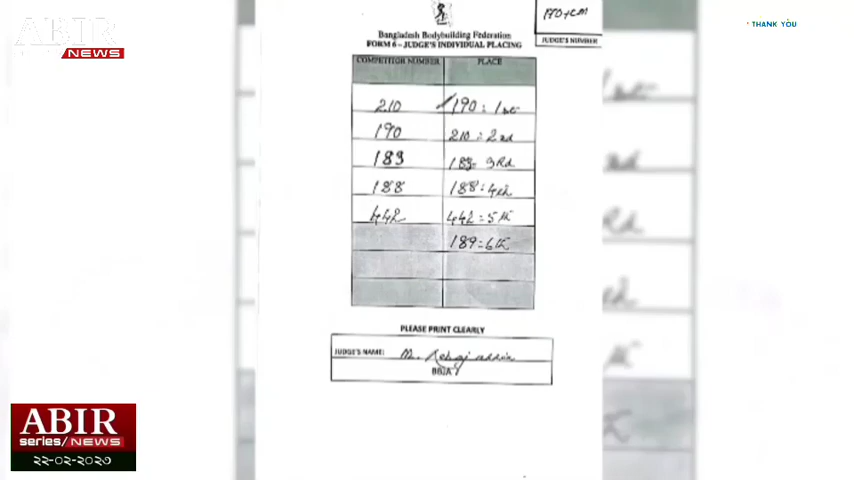 ABIR
NEWS
THANK YOU
170+CM
JUDGE'S NUMBER
Bangladesh Bodybuilding Federation
FORM 6 – JUDGE'S INDIVIDUAL PLACING
COMPETITOR NUMBER PLACE
210 190: 1st
190 210: 2nd
183 183- 3Rd
188 188: 4th
442 442=5th
189=6th
PLEASE PRINT CLEARLY
JUDGE'S NAME: M.
BBJA
ABIR
series/NEWS
২২-০২-২০২৩